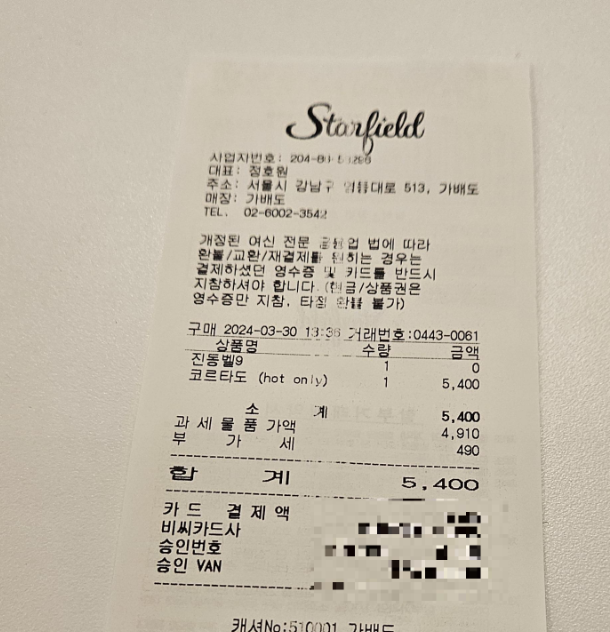 Starfield
사업자번호: 204-
대표: 정호원
주소: 서울시 강남구 대로 513, 가배도
매장: 가배도
TEL. 02-6002-3542
개정된 여신 전문 금융업 법에 따라
환불/교환/재결제를 원하는 경우는
결제하셨던 영수증 및 카드를 반드시
지참하셔야 합니다.(현금/상품권은
영수증만 지참, 타점 환불 불가)
구매 2024-03-30 13:36 거래번호:0443-0061
상품명 수량 금액
진동벨9 1 0
코르타도 (hot only) 1 5,400
소 계 5,400
과 세 물 품 가액 4,910
부 가 세 490
합 계 5,400
카드 결제액
비씨카드사
승인번호
승인 VAN
캐셔No:510001 가배도